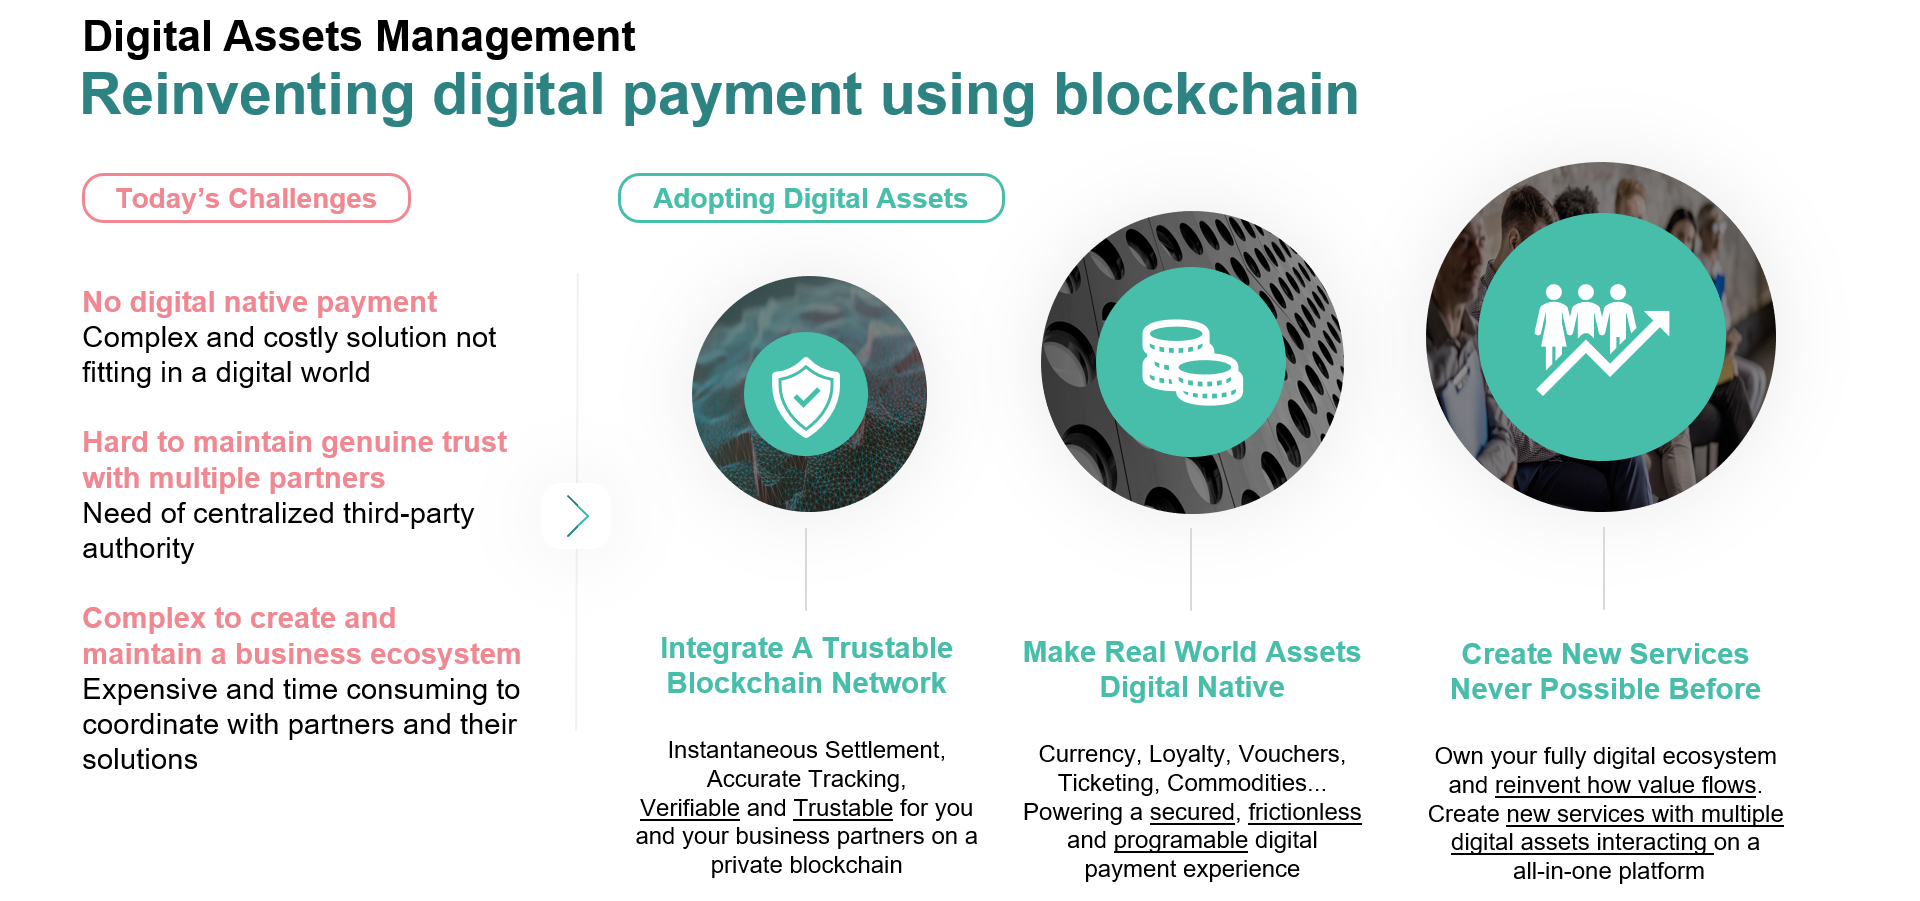 Digital Assets Management
Reinventing digital payment using blockchain
Today’s Challenges
No digital native payment
Complex and costly solution not
fitting in a digital world
Hard to maintain genuine trust
with multiple partners
Need of centralized third-party
authority
Complex to create and
maintain a business ecosystem
Expensive and time consuming to
coordinate with partners and their
solutions
Adopting Digital Assets
Integrate A Trustable
Blockchain Network
Instantaneous Settlement,
Accurate Tracking,
Verifiable and Trustable for you
and your business partners on a
private blockchain
Make Real World Assets
Digital Native
Currency, Loyalty, Vouchers,
Ticketing, Commodities...
Powering a secured, frictionless
and programable digital
payment experience
Create New Services
Never Possible Before
Own your fully digital ecosystem
and reinvent how value flows.
Create new services with multiple
digital assets interacting on a
all-in-one platform